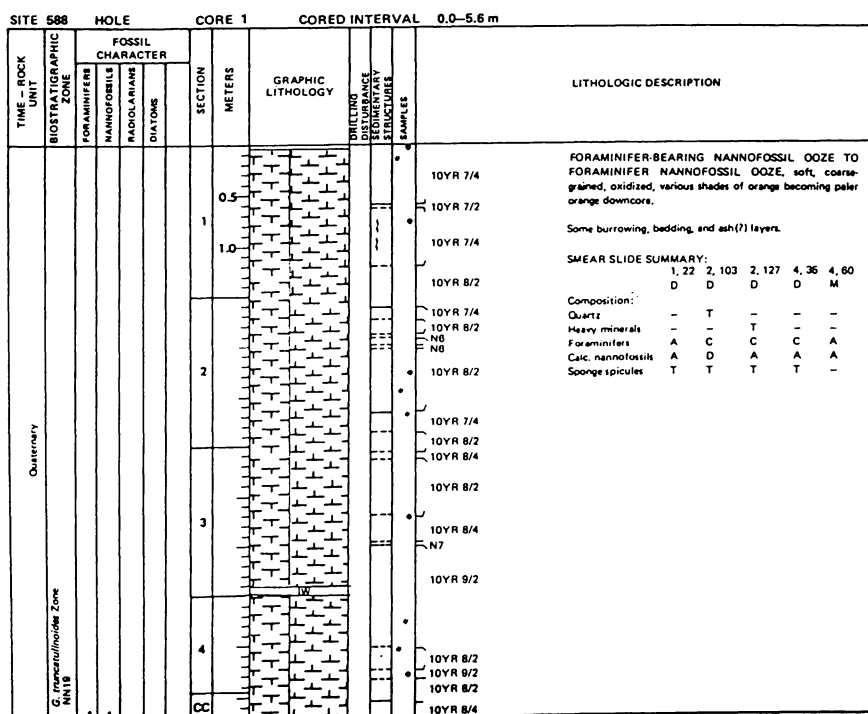 SITE 588 HOLE CORE 1 CORED INTERVAL 0.0—5.6 m
TIME – ROCK UNIT
BIOSTRATIGRAPHIC ZONE
FOSSIL CHARACTER
FORAMINIFERS
NANNOFOSSILS
RADIOLARIANS
DIATOMS
SECTION
METERS
GRAPHIC LITHOLOGY
DRILLING DISTURBANCE
SEDIMENTARY STRUCTURES
SAMPLES
LITHOLOGIC DESCRIPTION
Quaternary
G. truncatulinoides Zone
NN19
1
0.5
1.0
2
3
IW
4
CC
10YR 7/4
10YR 7/2
10YR 7/4
10YR 8/2
10YR 7/4
10YR 8/2
N6
N6
10YR 8/2
10YR 7/4
10YR 8/2
10YR 8/4
10YR 8/2
10YR 8/4
N7
10YR 9/2
10YR 8/2
10YR 9/2
10YR 8/2
10YR 8/4
FORAMINIFER-BEARING NANNOFOSSIL OOZE TO
FORAMINIFER NANNOFOSSIL OOZE, soft, coarse-
grained, oxidized, various shades of orange becoming paler
orange downcore.
Some burrowing, bedding, and ash(?) layers.
SMEAR SLIDE SUMMARY:
1, 22 2, 103 2, 127 4, 35 4, 60
D D D D M
Composition:
Quartz – T – – –
Heavy minerals – – T – –
Foraminifers A C C C A
Calc. nannofossils A D A A A
Sponge spicules T T T T –